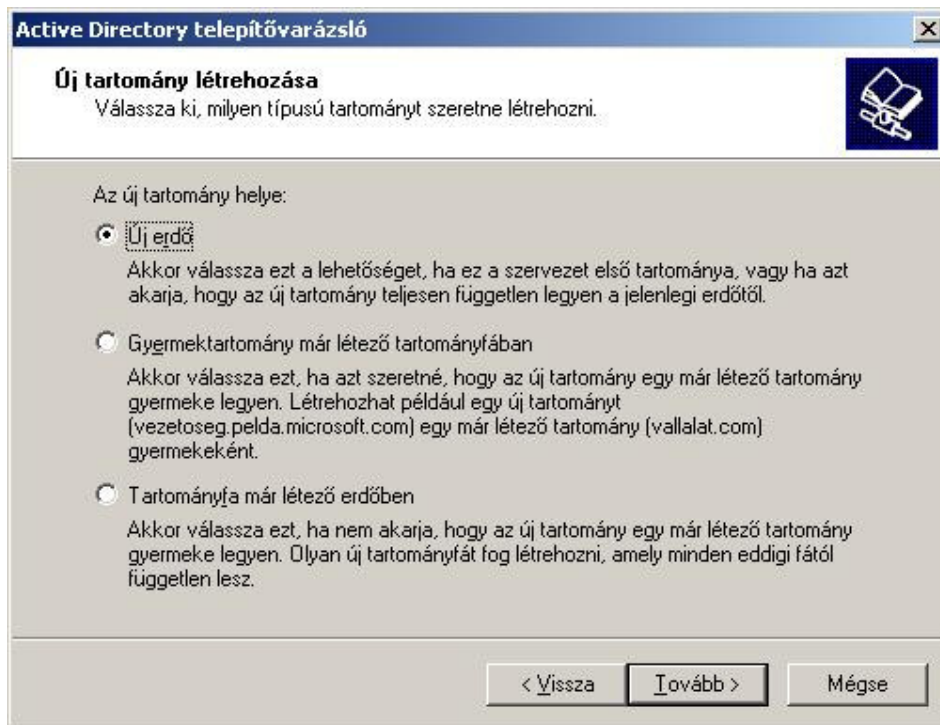 Active Directory telepítővarázsló
Új tartomány létrehozása
Válassza ki, milyen típusú tartományt szeretne létrehozni.
Az új tartomány helye:
Új erdő
Akkor válassza ezt a lehetőséget, ha ez a szervezet első tartománya, vagy ha azt
akarja, hogy az új tartomány teljesen független legyen a jelenlegi erdőtől.
Gyermektartomány már létező tartományfában
Akkor válassza ezt, ha azt szeretné, hogy az új tartomány egy már létező tartomány
gyermeke legyen. Létrehozhat például egy új tartományt
(vezetoseg.pelda.microsoft.com) egy már létező tartomány (vallalat.com)
gyermekeként.
Tartományfa már létező erdőben
Akkor válassza ezt, ha nem akarja, hogy az új tartomány egy már létező tartomány
gyermeke legyen. Olyan új tartományfát fog létrehozni, amely minden eddigi fától
független lesz.
< Vissza
Tovább >
Mégse